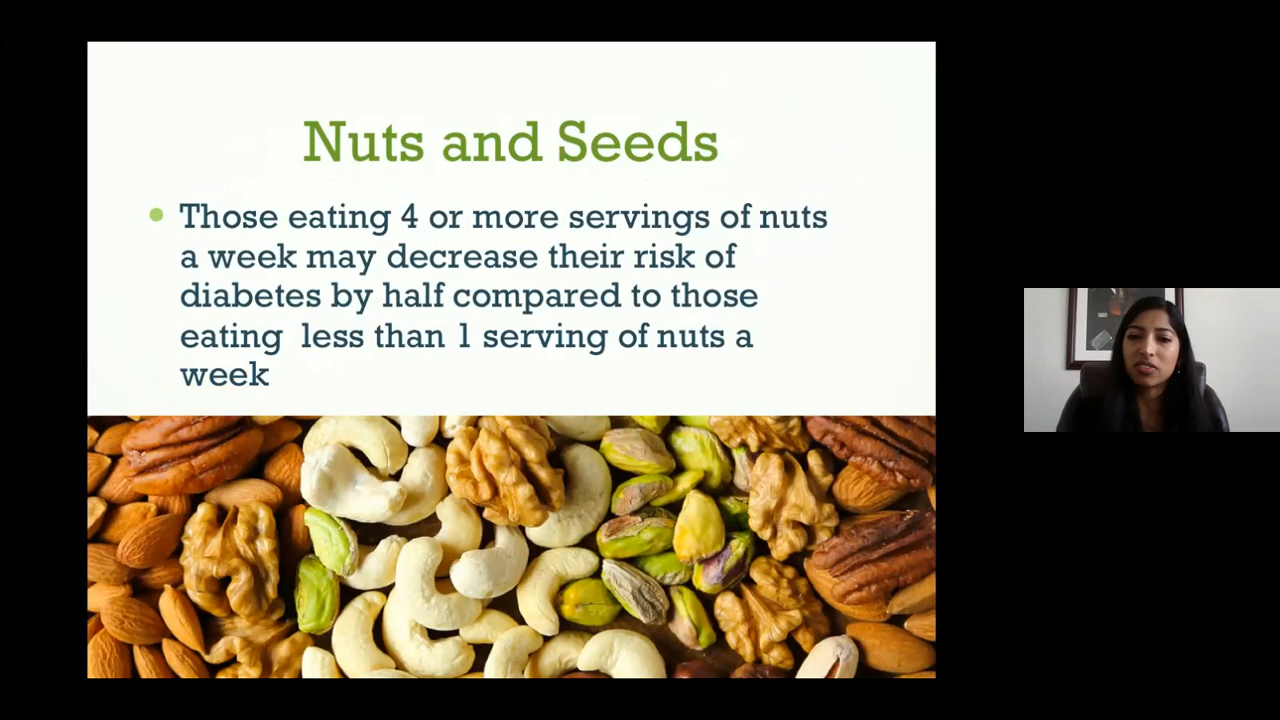 Nuts and Seeds
Those eating 4 or more servings of nuts
a week may decrease their risk of
diabetes by half compared to those
eating less than 1 serving of nuts a
week